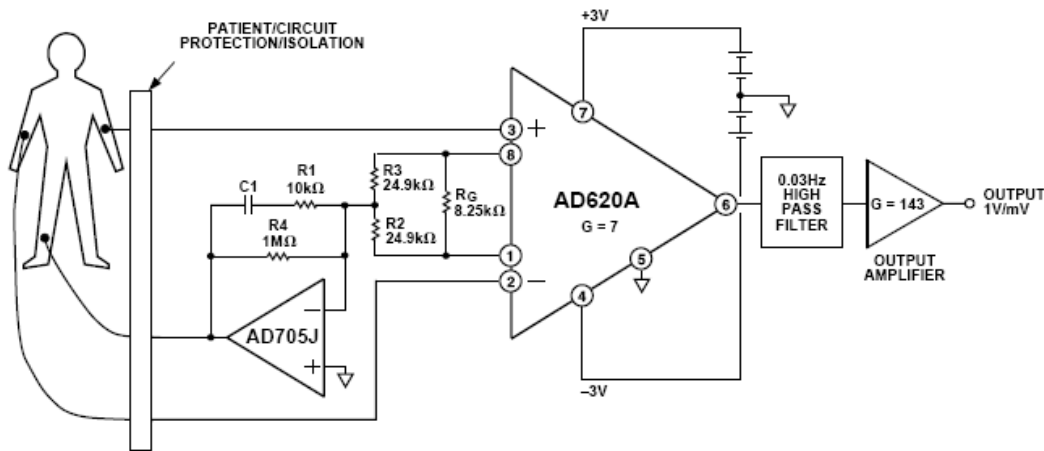 PATIENT/CIRCUIT
PROTECTION/ISOLATION
+3V
7
3
+
8
R3
24.9kΩ
R1
10kΩ
C1
RG
8.25kΩ
AD620A
G = 7
6
0.03Hz
HIGH
PASS
FILTER
G = 143
OUTPUT
1V/mV
OUTPUT
AMPLIFIER
R4
1MΩ
R2
24.9kΩ
1
2
–
5
4
AD705J
–
+
–3V